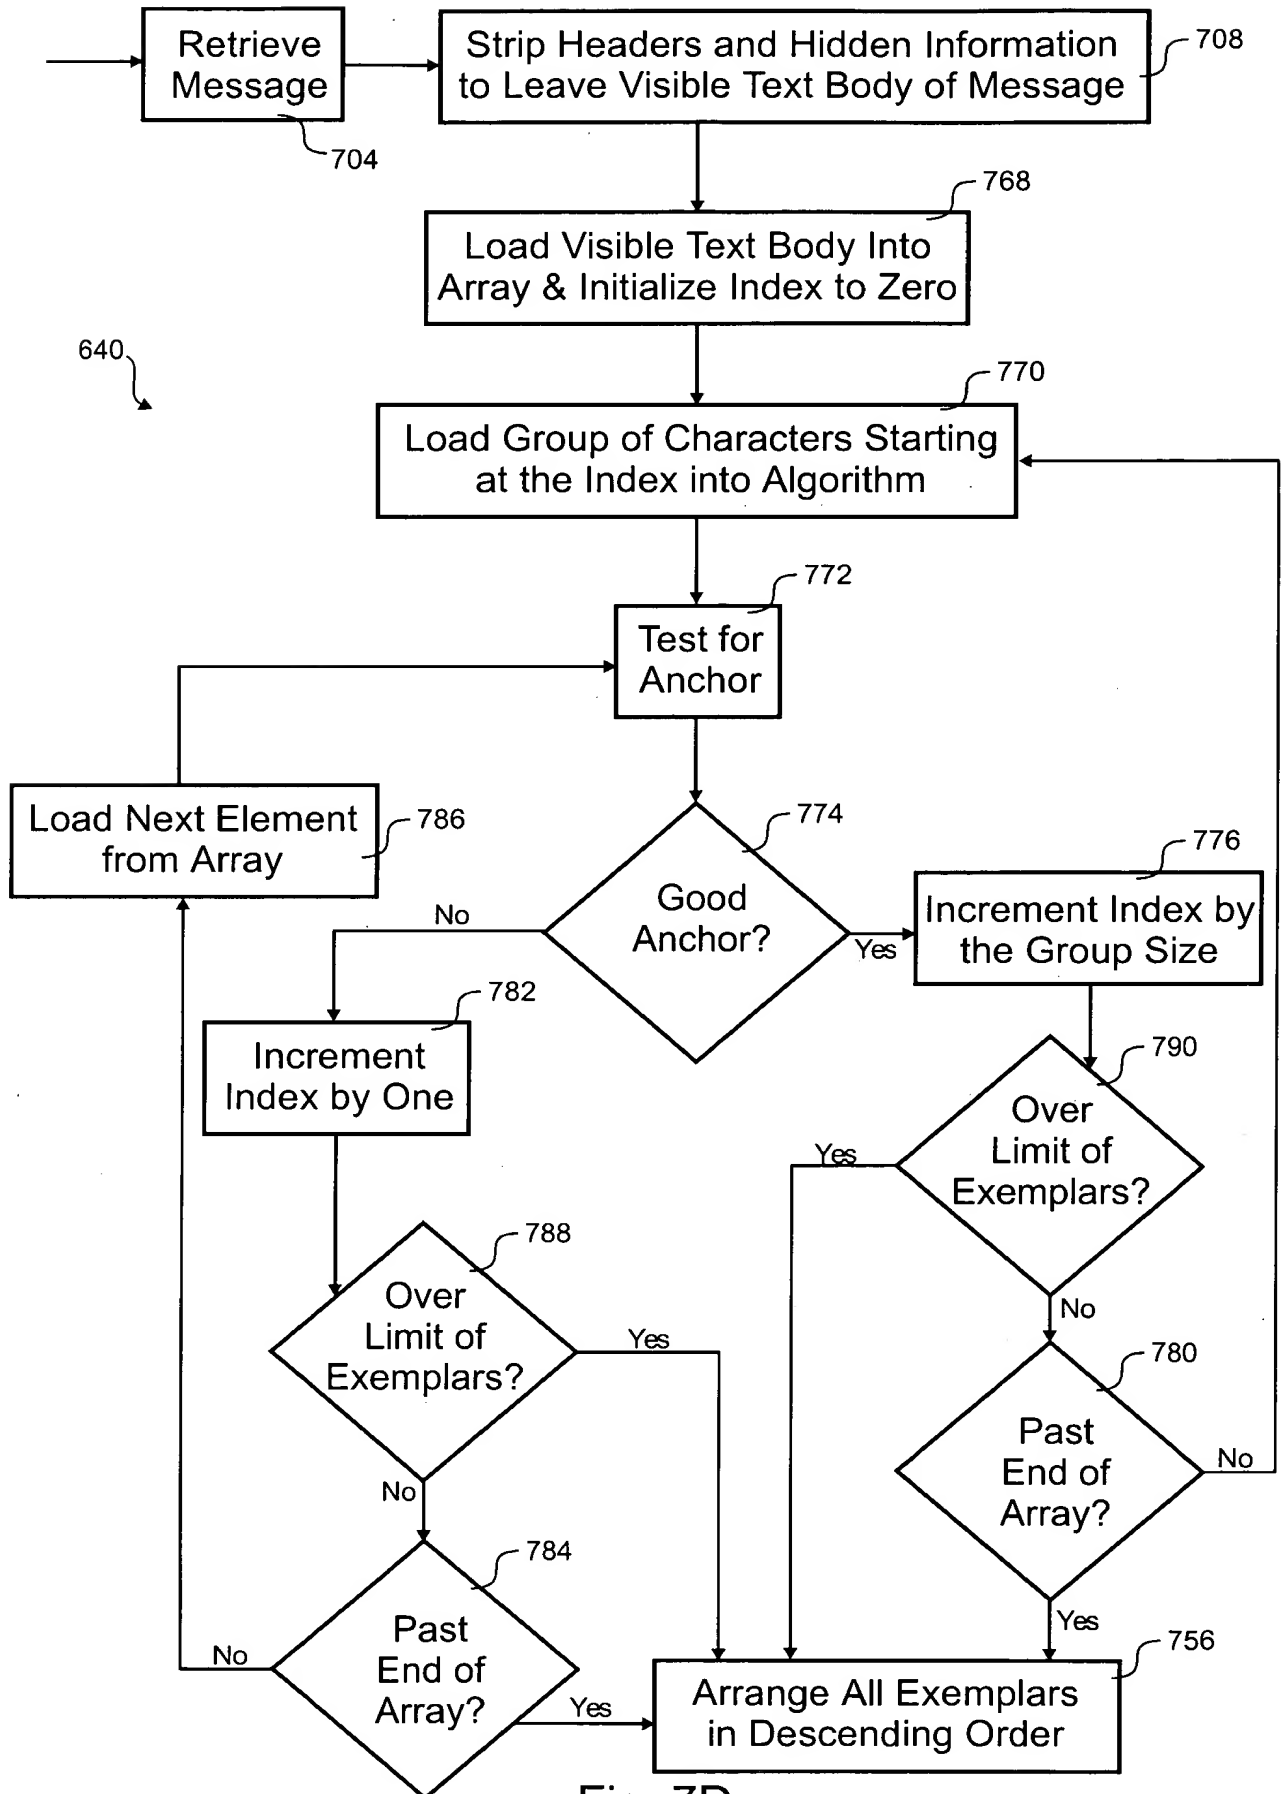 Retrieve
Message
704
Strip Headers and Hidden Information
to Leave Visible Text Body of Message
708
768
Load Visible Text Body Into
Array & Initialize Index to Zero
640
770
Load Group of Characters Starting
at the Index into Algorithm
772
Test for
Anchor
Load Next Element
from Array
786
774
Good
Anchor?
No
Yes
776
Increment Index by
the Group Size
782
Increment
Index by One
790
Over
Limit of
Exemplars?
Yes
No
788
Over
Limit of
Exemplars?
Yes
No
780
Past
End of
Array?
No
Yes
784
Past
End of
Array?
No
Yes
756
Arrange All Exemplars
in Descending Order